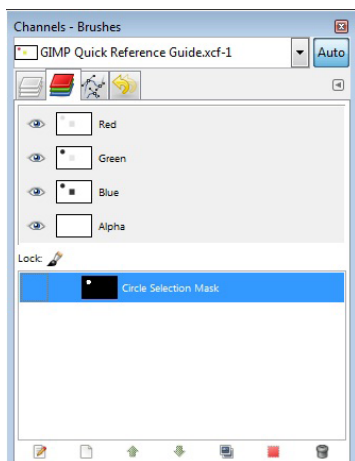 Channels - Brushes
GIMP Quick Reference Guide.xcf-1
Auto
Red
Green
Blue
Alpha
Lock:
Circle Selection Mask